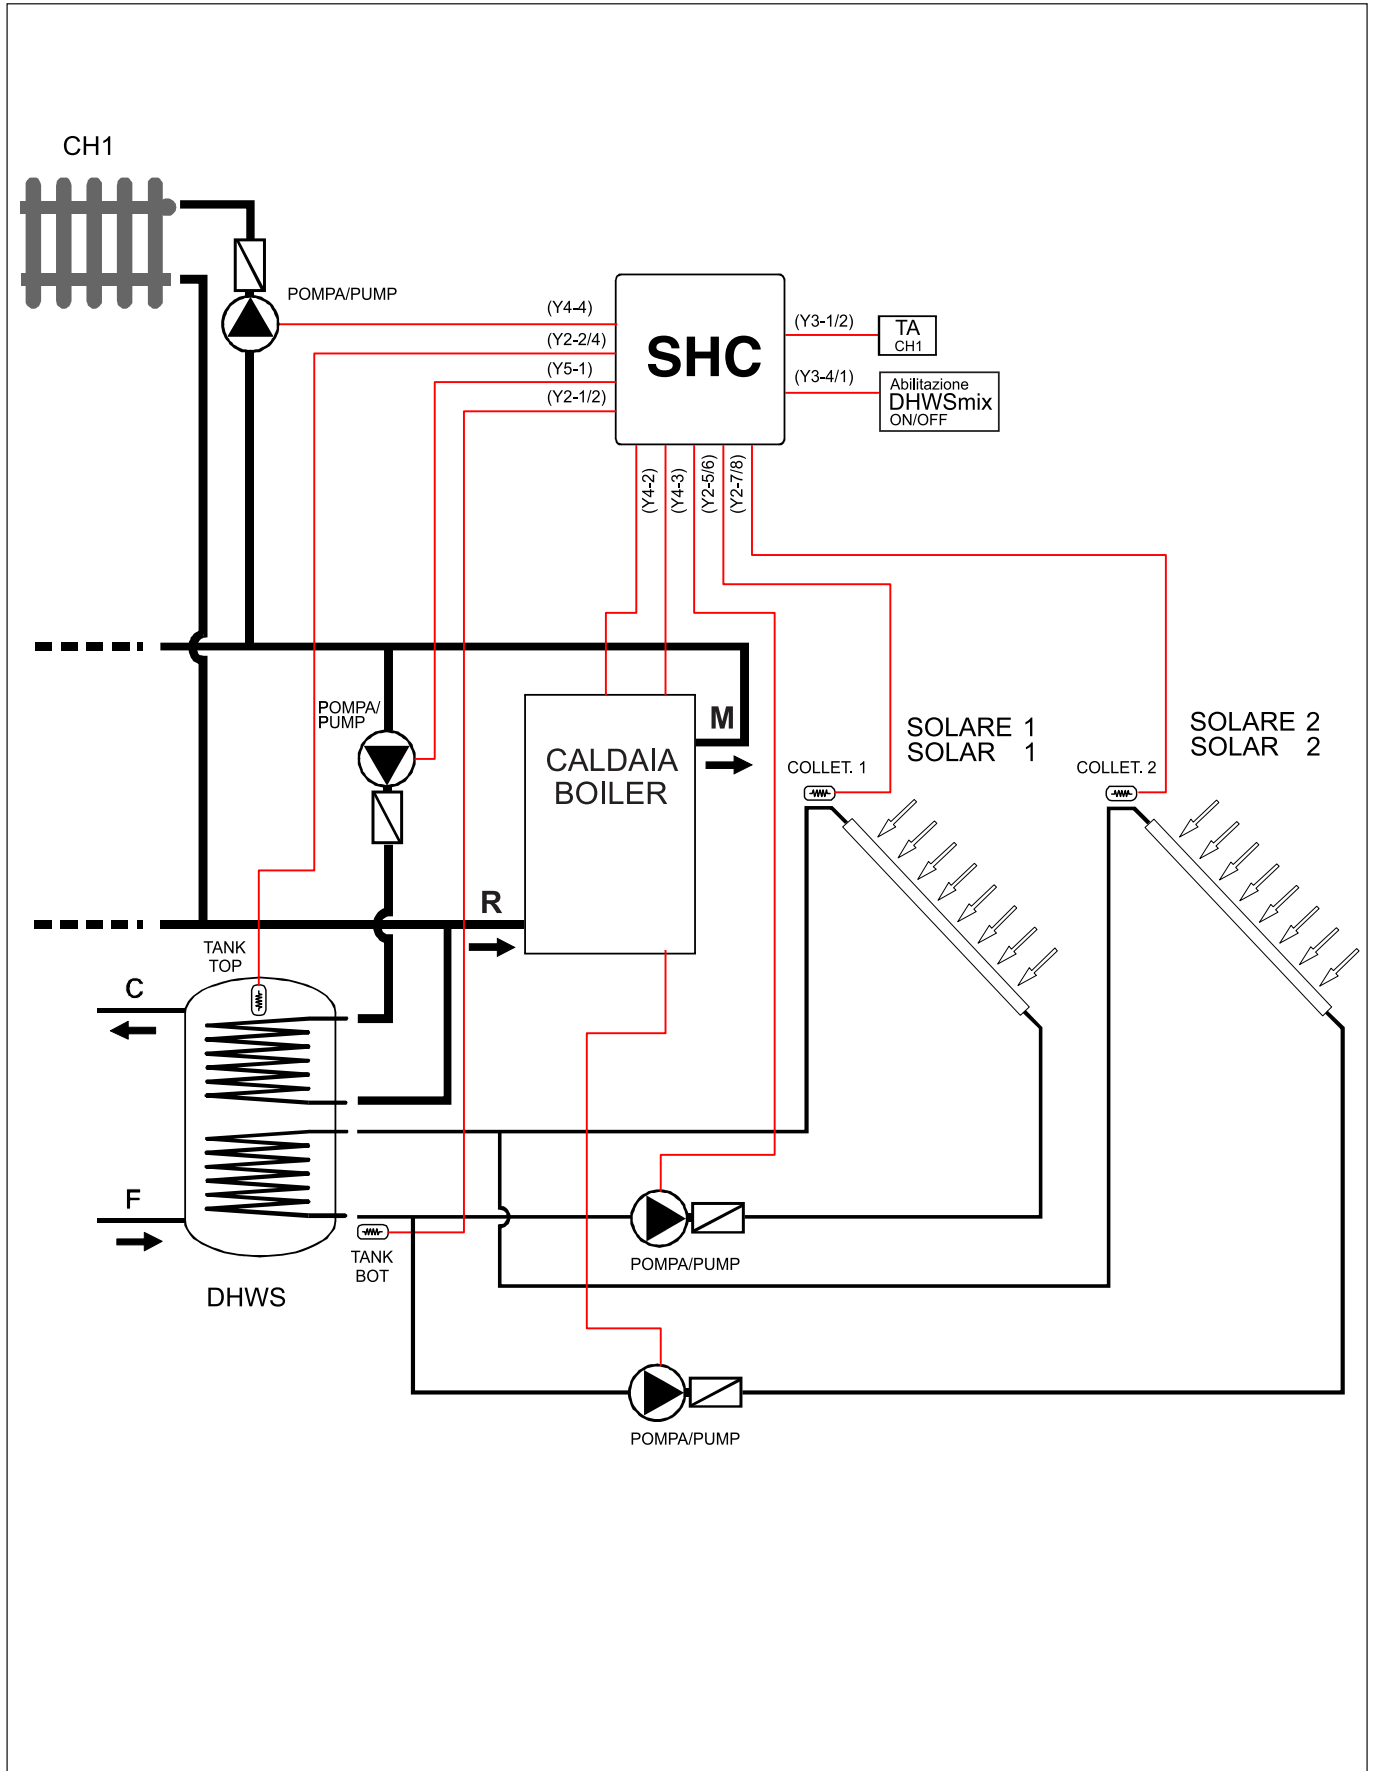 CH1
POMPA/PUMP
(Y4-4)
(Y2-2/4)
(Y5-1)
(Y2-1/2)
SHC
(Y3-1/2)
(Y3-4/1)
TA
CH1
Abilitazione
DHWSmix
ON/OFF
(Y4-2)
(Y4-3)
(Y2-5/6)
(Y2-7/8)
POMPA/
PUMP
M
CALDAIA
BOILER
R
SOLARE 1
SOLAR 1
COLLET. 1
SOLARE 2
SOLAR 2
COLLET. 2
TANK
TOP
C
F
TANK
BOT
DHWS
POMPA/PUMP
POMPA/PUMP